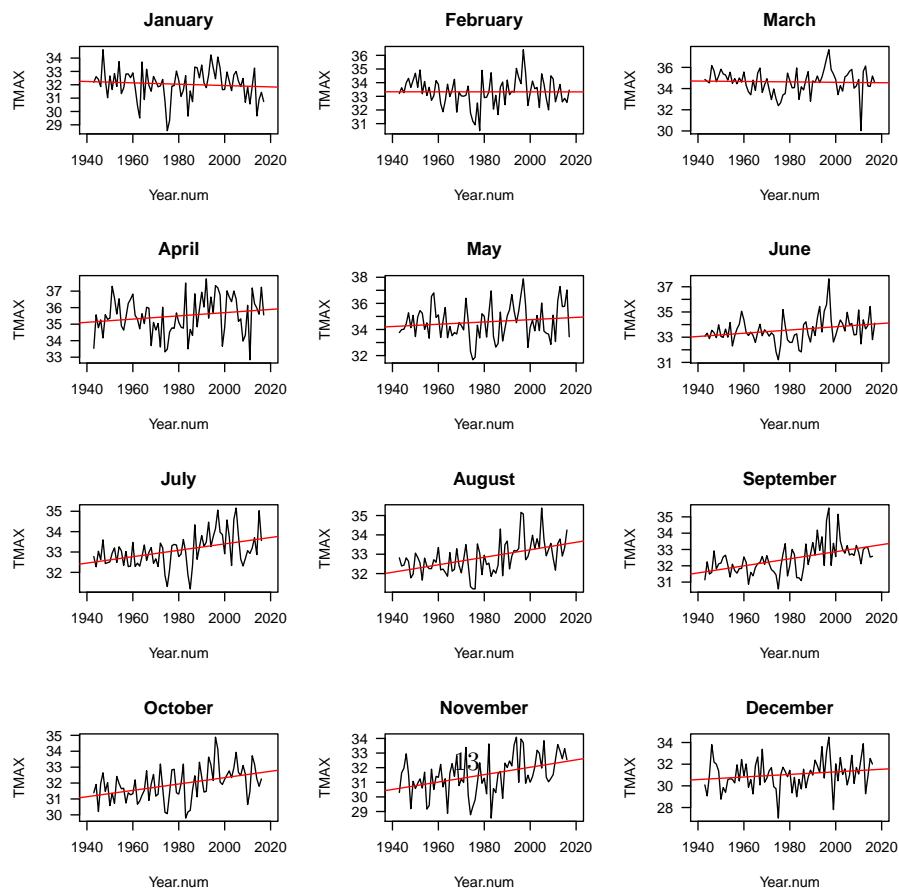 January February March
TMAX 34 33 32 31 30 29 TMAX 36 35 34 33 32 31 TMAX 35 34 33 32 31 30
1940 1960 1980 2000 2020 1940 1960 1980 2000 2020 1940 1960 1980 2000 2020
Year.num Year.num Year.num
April May June
TMAX 37 36 35 34 33 TMAX 38 36 34 32 TMAX 37 35 33 31
1940 1960 1980 2000 2020 1940 1960 1980 2000 2020 1940 1960 1980 2000 2020
Year.num Year.num Year.num
July August September
TMAX 35 34 33 32 TMAX 35 34 33 32 TMAX 35 34 33 32 31
1940 1960 1980 2000 2020 1940 1960 1980 2000 2020 1940 1960 1980 2000 2020
Year.num Year.num Year.num
October November December
TMAX 35 34 33 32 31 30 TMAX 34 33 32 31 30 29 TMAX 34 32 30 28
13
1940 1960 1980 2000 2020 1940 1960 1980 2000 2020 1940 1960 1980 2000 2020
Year.num Year.num Year.num